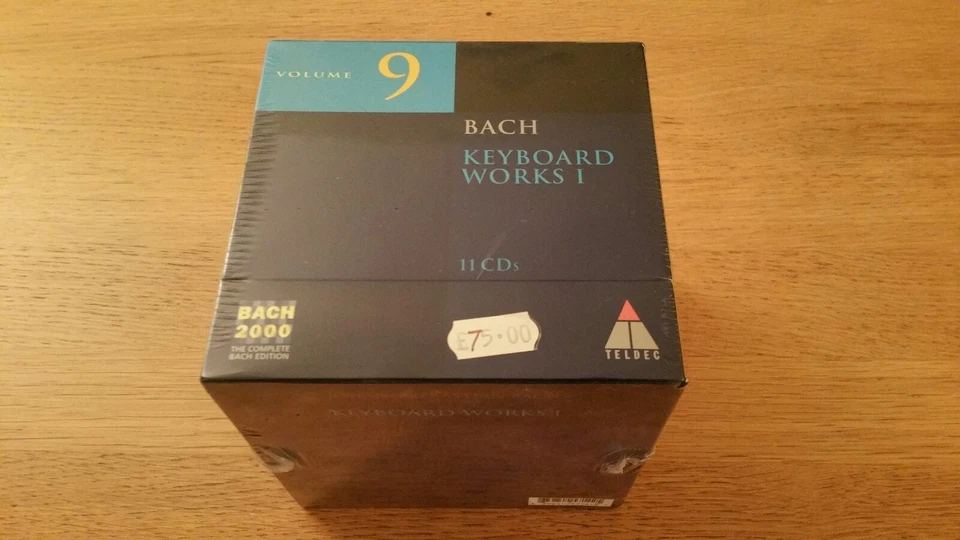 VOLUME 9
BACH
KEYBOARD
WORKS I
11 CDs
BACH
2000
THE COMPLETE
BACH EDITION
£75.00
TELDEC
KEYBOARD WORKS I